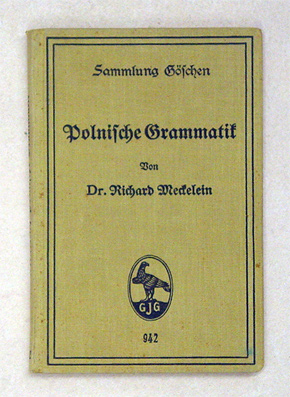 Sammlung Göschen
Polnische Grammatik
Von
Dr. Richard Meckelein
GJG
942